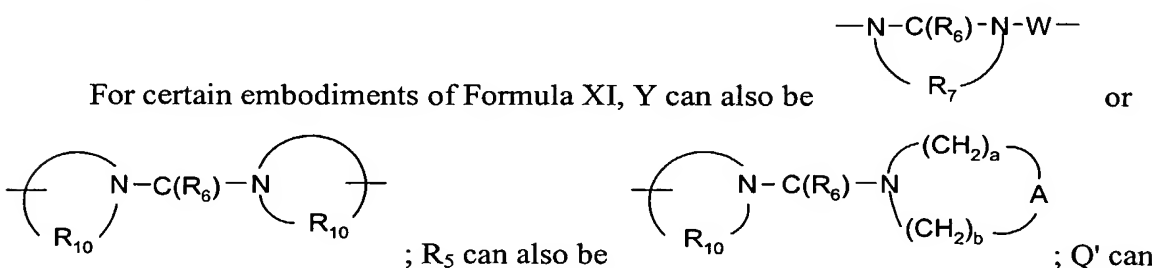 —N–C(R₆)-N-W—
R₇
For certain embodiments of Formula XI, Y can also be or
N–C(R₆)–N
R₁₀ R₁₀
; R₅ can also be
N–C(R₆)–N
(CH₂)ₐ
A
(CH₂)b
R₁₀
; Q' can